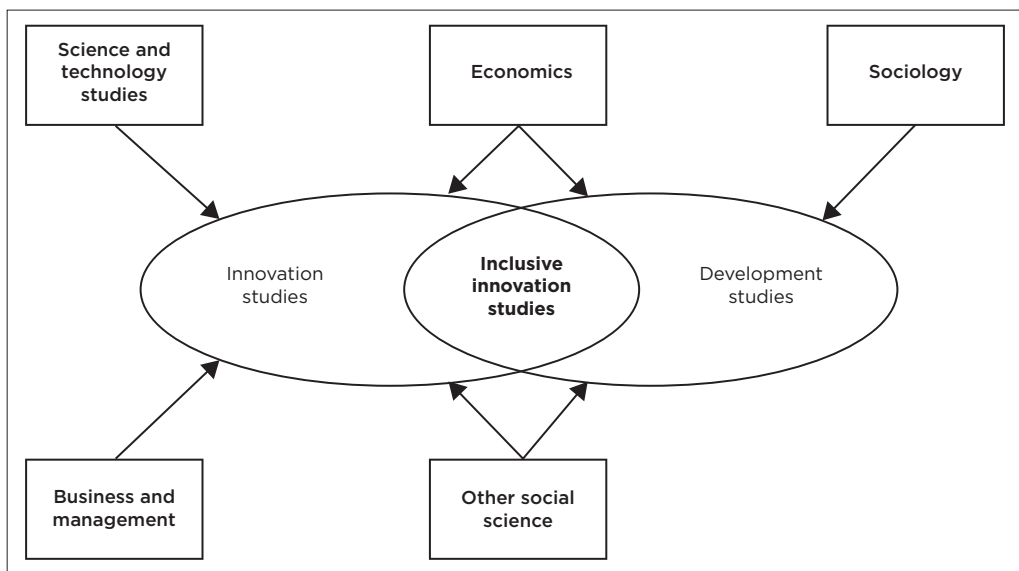 Science and
technology
studies
Economics
Sociology
Innovation
studies
Inclusive
innovation
studies
Development
studies
Business and
management
Other social
science